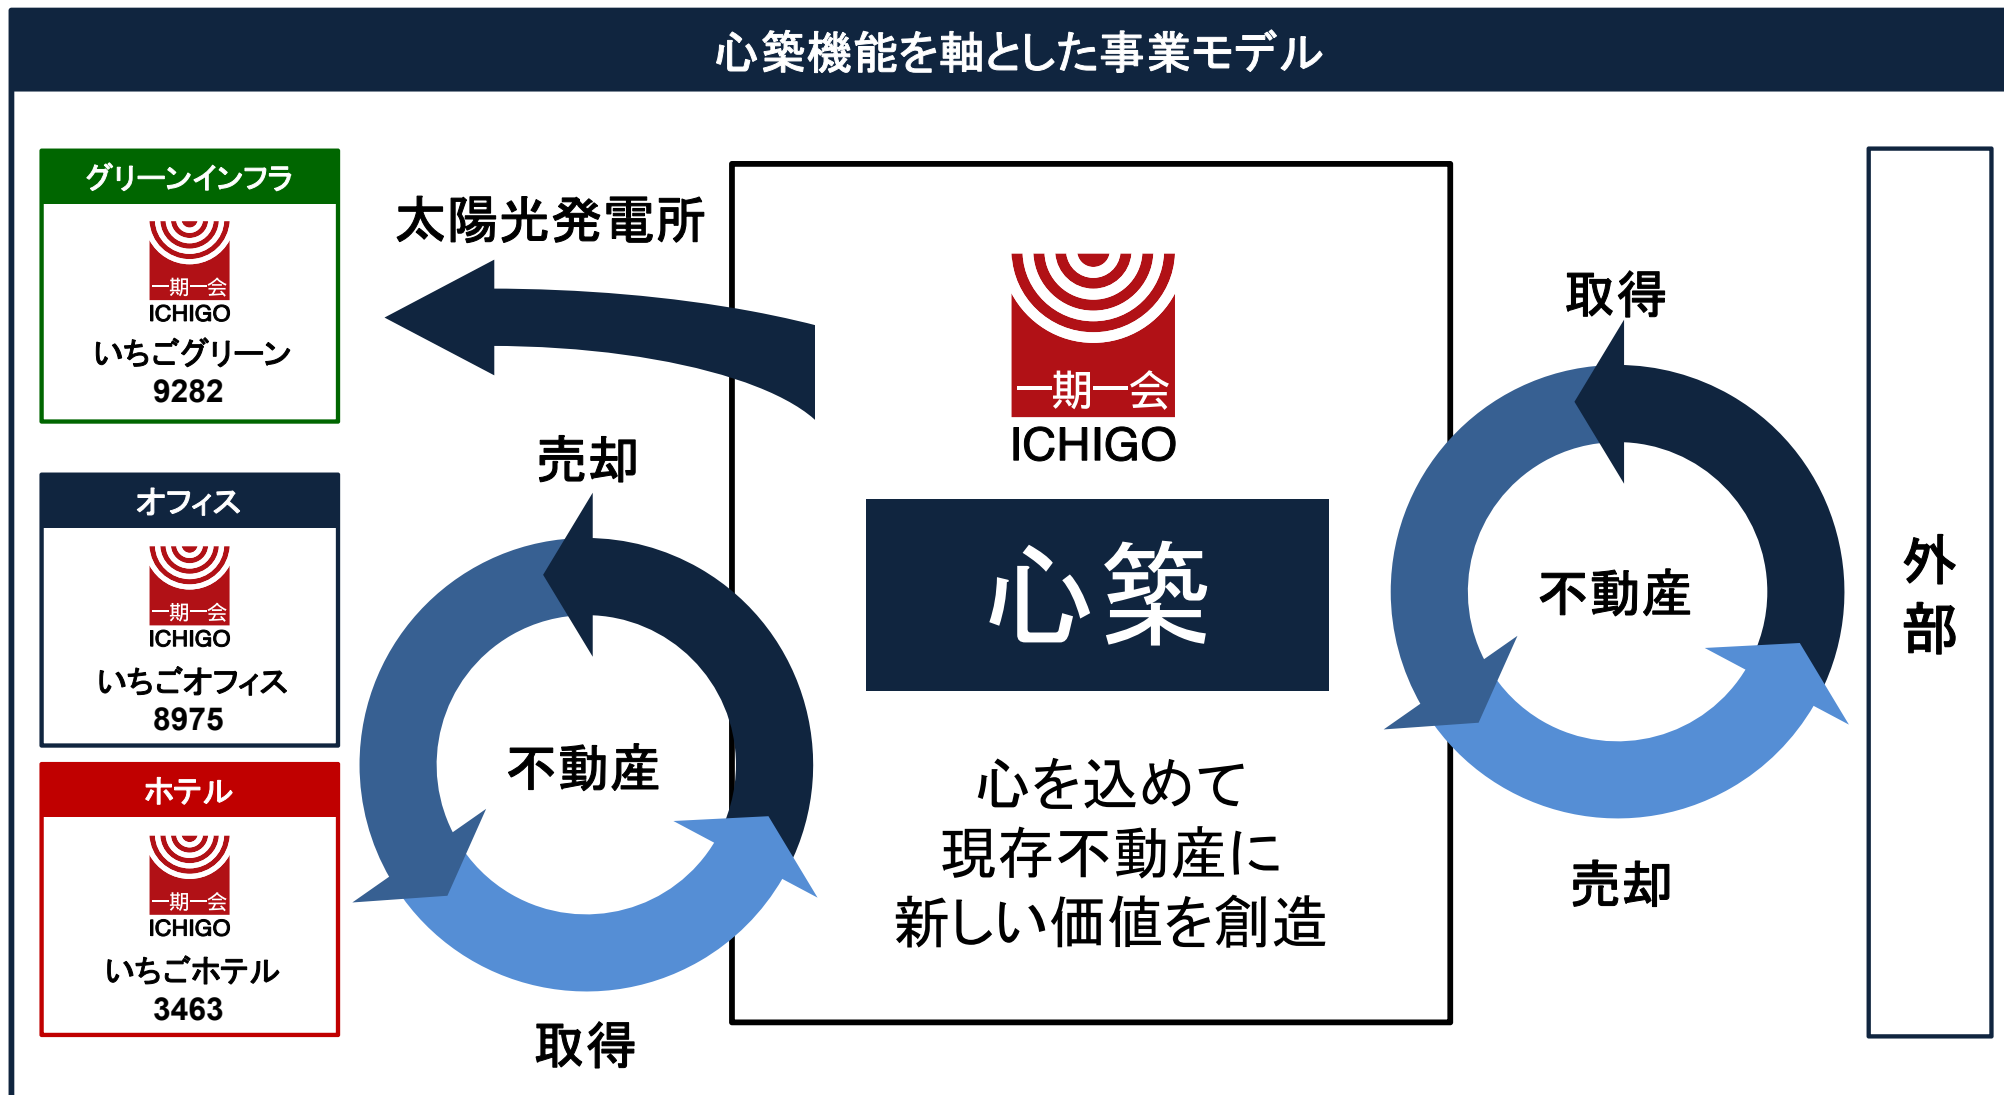 心築機能を軸とした事業モデル
グリーンインフラ
一期一会
ICHIGO
いちごグリーン
9282
オフィス
一期一会
ICHIGO
いちごオフィス
8975
ホテル
一期一会
ICHIGO
いちごホテル
3463
太陽光発電所
売却
不動産
取得
一期一会
ICHIGO
心築
心を込めて
現存不動産に
新しい価値を創造
取得
不動産
売却
外部